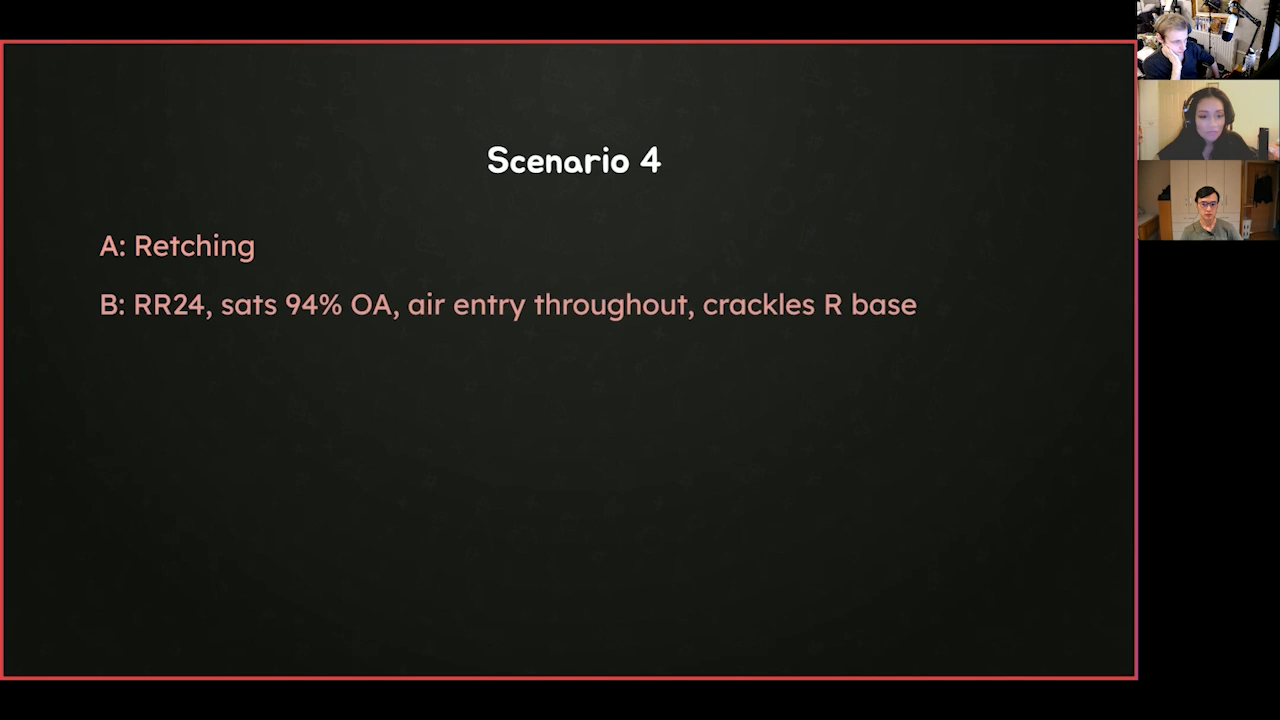 Scenario 4
A: Retching
B: RR24, sats 94% OA, air entry throughout, crackles R base